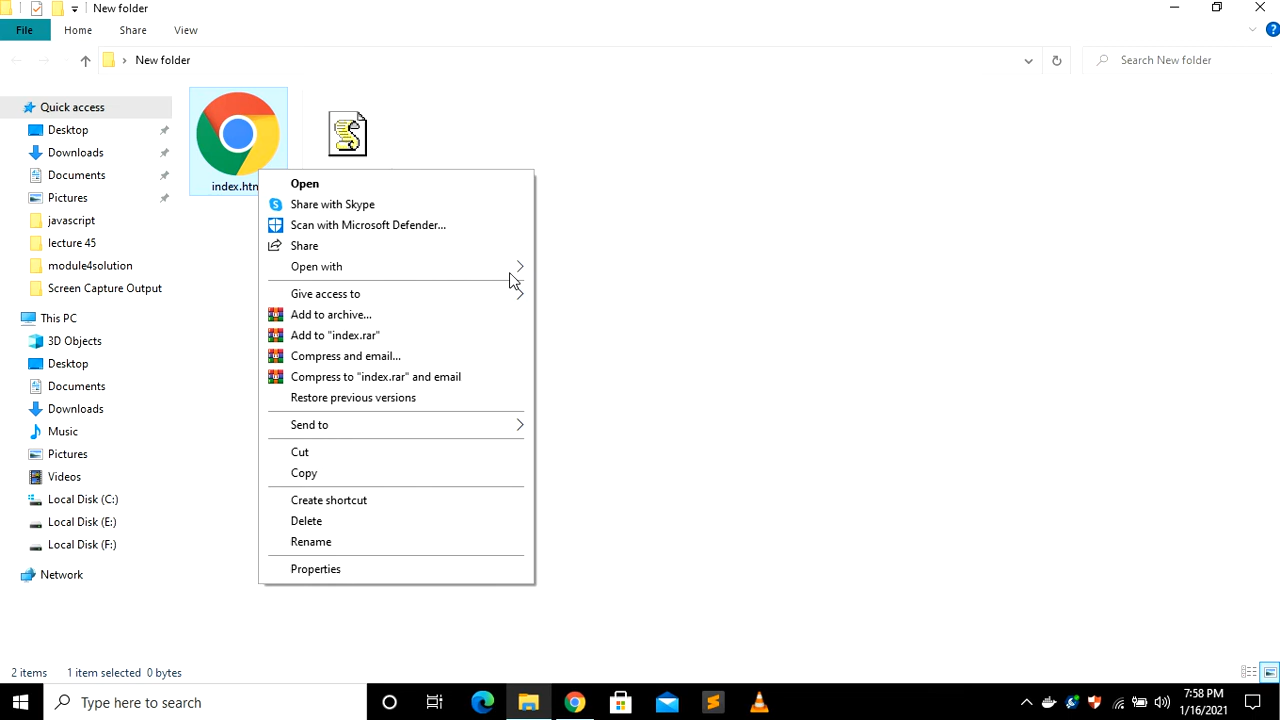 New folder
File Home Share View
New folder
Search New folder
Quick access
Desktop
Downloads
Documents
Pictures
javascript
lecture 45
module4solution
Screen Capture Output
This PC
3D Objects
Desktop
Documents
Downloads
Music
Pictures
Videos
Local Disk (C:)
Local Disk (E:)
Local Disk (F:)
Network
index.htm
Open
Share with Skype
Scan with Microsoft Defender...
Share
Open with
Give access to
Add to archive...
Add to "index.rar"
Compress and email...
Compress to "index.rar" and email
Restore previous versions
Send to
Cut
Copy
Create shortcut
Delete
Rename
Properties
2 items 1 item selected 0 bytes
Type here to search
7:58 PM
1/16/2021